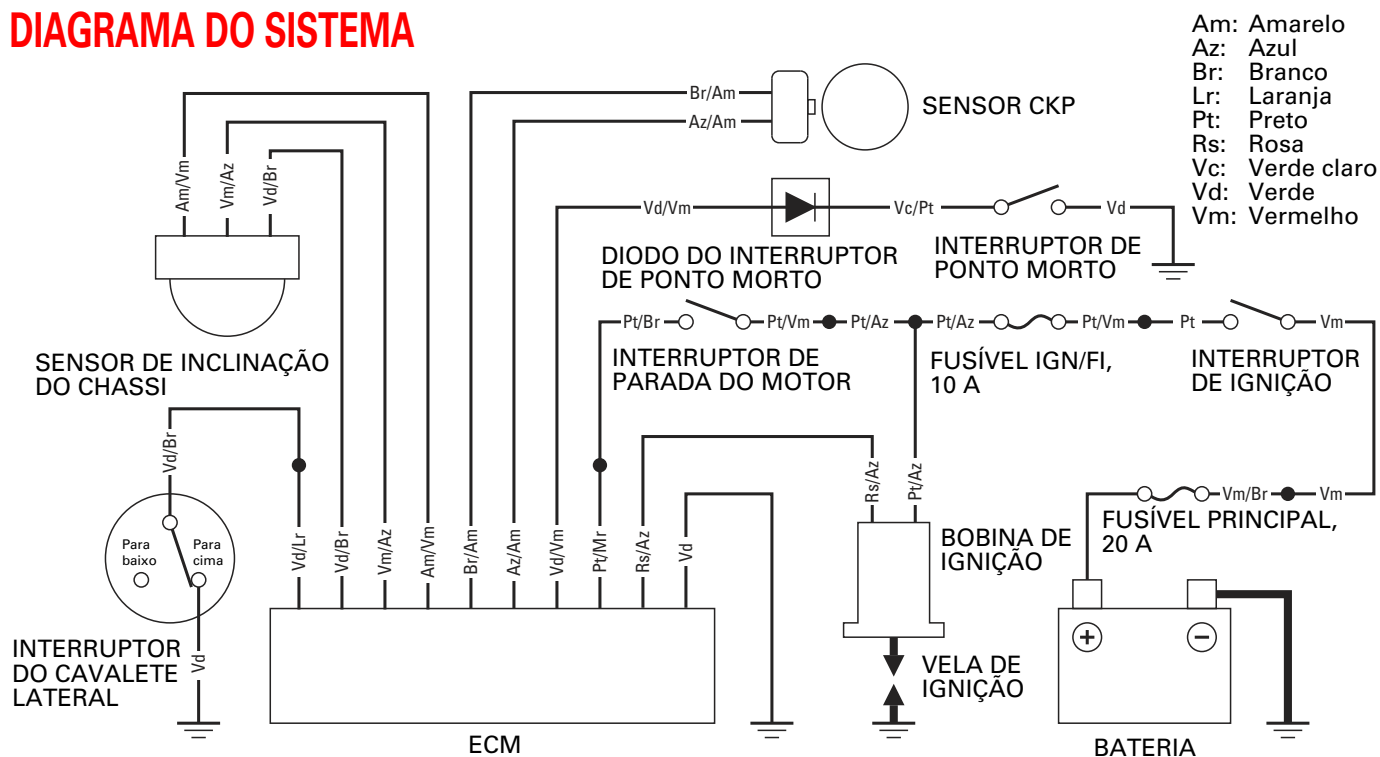 DIAGRAMA DO SISTEMA
Am: Amarelo
Az: Azul
Br: Branco
Lr: Laranja
Pt: Preto
Rs: Rosa
Vc: Verde claro
Vd: Verde
Vm: Vermelho
Br/Am
Az/Am
SENSOR CKP
Am/Vm
Vm/Az
Vd/Br
SENSOR DE INCLINAÇÃO
DO CHASSI
Vd/Vm
Vc/Pt
Vd
DIODO DO INTERRUPTOR
DE PONTO MORTO
INTERRUPTOR DE
PONTO MORTO
Pt/Br
Pt/Vm
Pt/Az
Pt/Az
Pt/Vm
Pt
Vm
INTERRUPTOR DE
PARADA DO MOTOR
FUSÍVEL IGN/FI,
10 A
INTERRUPTOR
DE IGNIÇÃO
Vd/Br
Para
baixo
Para
cima
Vd
INTERRUPTOR
DO CAVALETE
LATERAL
Vd/Lr
Vd/Br
Vm/Az
Am/Vm
Br/Am
Az/Am
Vd/Vm
Pt/Mr
Rs/Az
Vd
ECM
Rs/Az
Pt/Az
BOBINA DE
IGNIÇÃO
VELA DE
IGNIÇÃO
Vm/Br
Vm
FUSÍVEL PRINCIPAL,
20 A
+
−
BATERIA